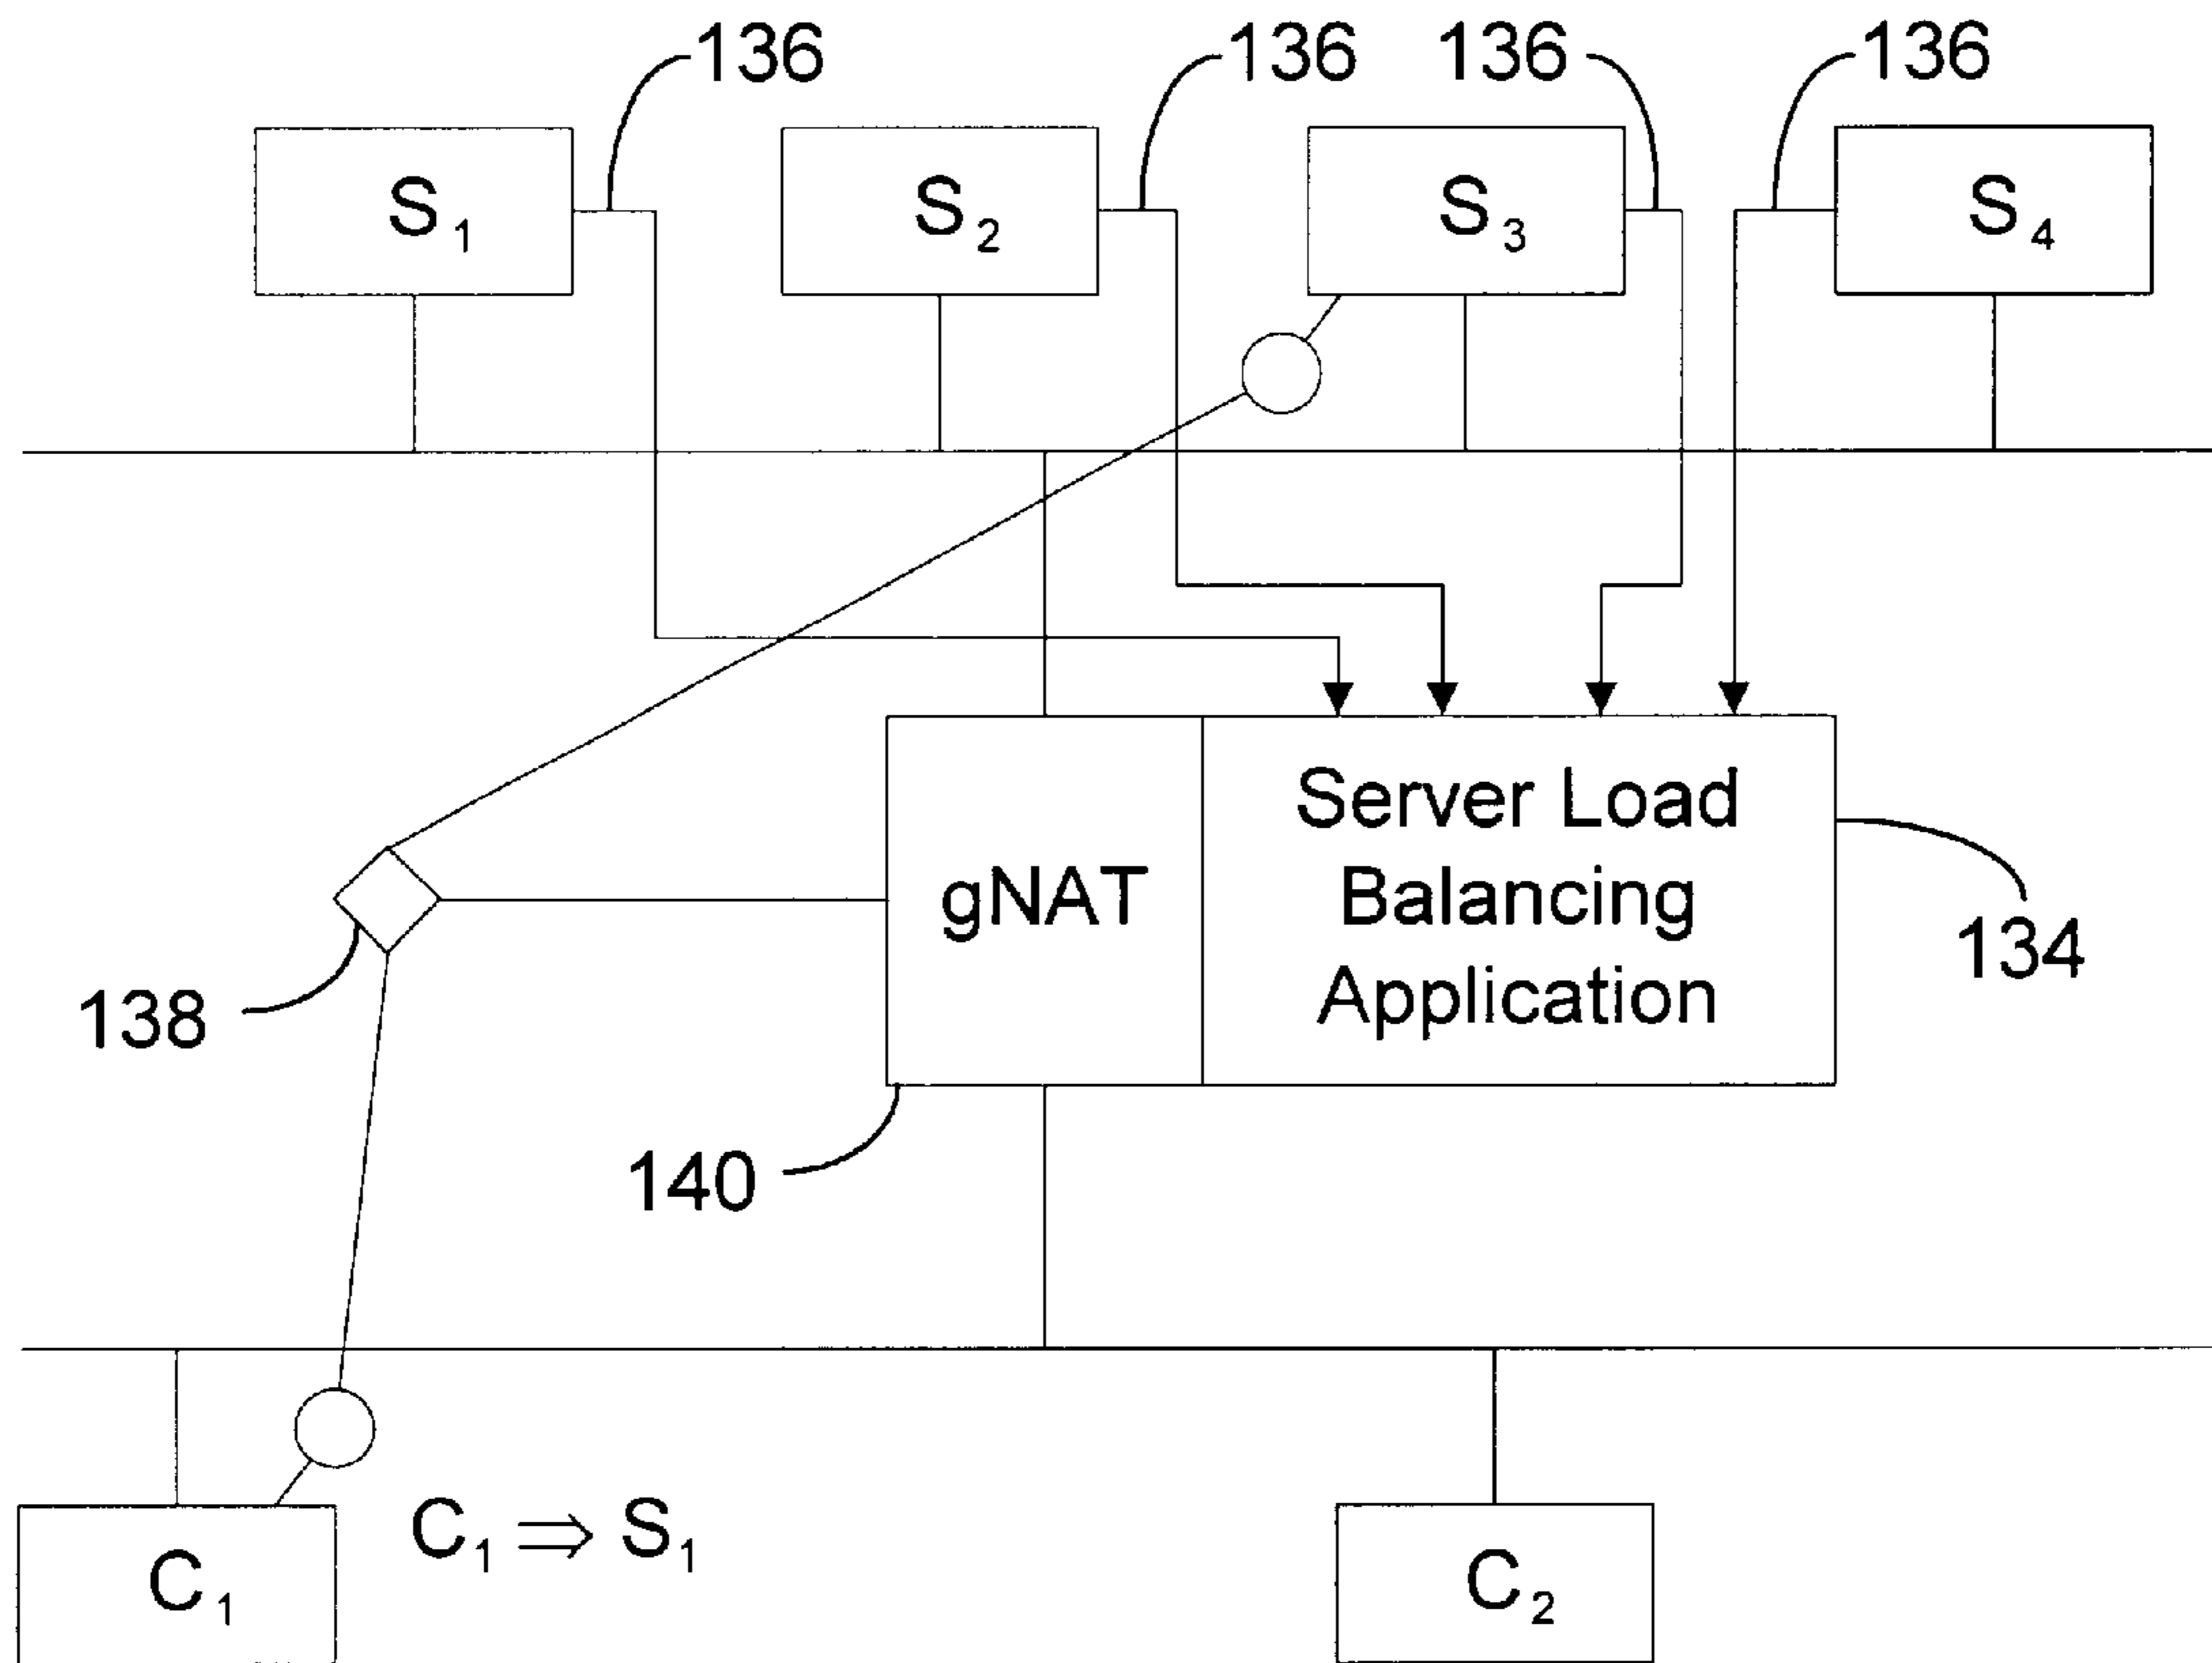 136 136 136 136
S₁ S₂ S₃ S₄
Server Load
Balancing
Application
gNAT
134
138
140
C₁ ⇒ S₁
C₁ C₂